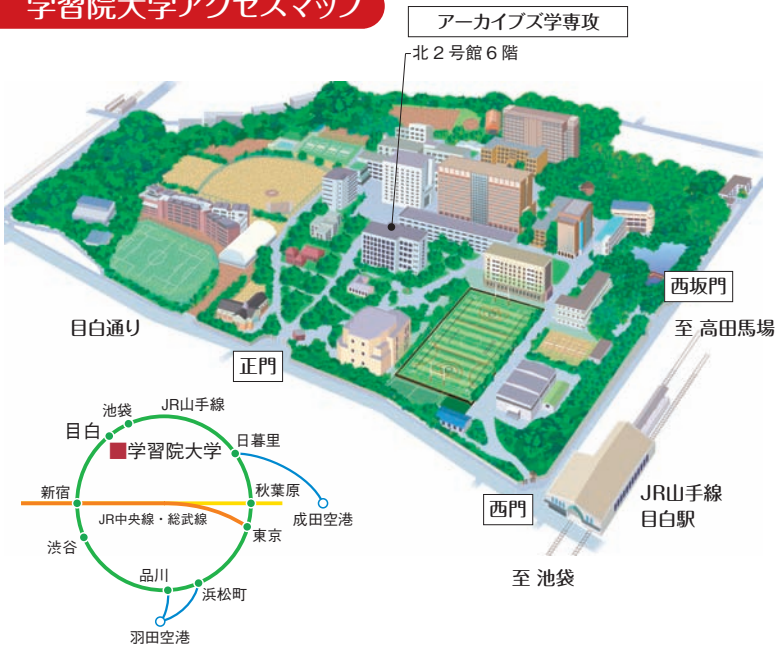 学習院大学アクセスマップ
アーカイブズ学専攻
北2号館6階
西坂門
至 高田馬場
目白通り
正門
西門
JR山手線
目白駅
至 池袋
池袋
JR山手線
目白
学習院大学
日暮里
新宿
秋葉原
JR中央線・総武線
成田空港
東京
渋谷
品川
浜松町
羽田空港